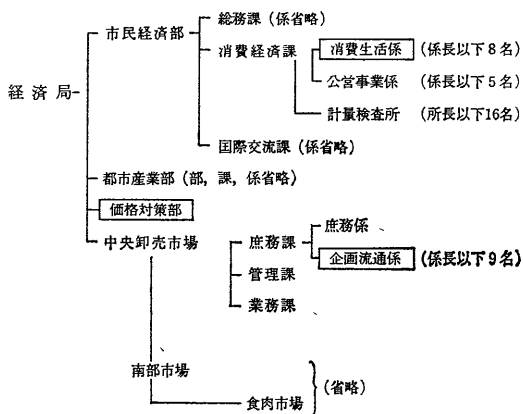 総務課(係省略)
市民経済部
消費経済課
消費生活係 (係長以下8名)
経済局
公営事業係 (係長以下5名)
計量検査所 (所長以下16名)
国際交流課(係省略)
都市産業部(部,課,係省略)
価格対策部
中央卸売市場
庶務課
庶務係
企画流通係 (係長以下9名)
管理課
業務課
南部市場
(省略)
食肉市場